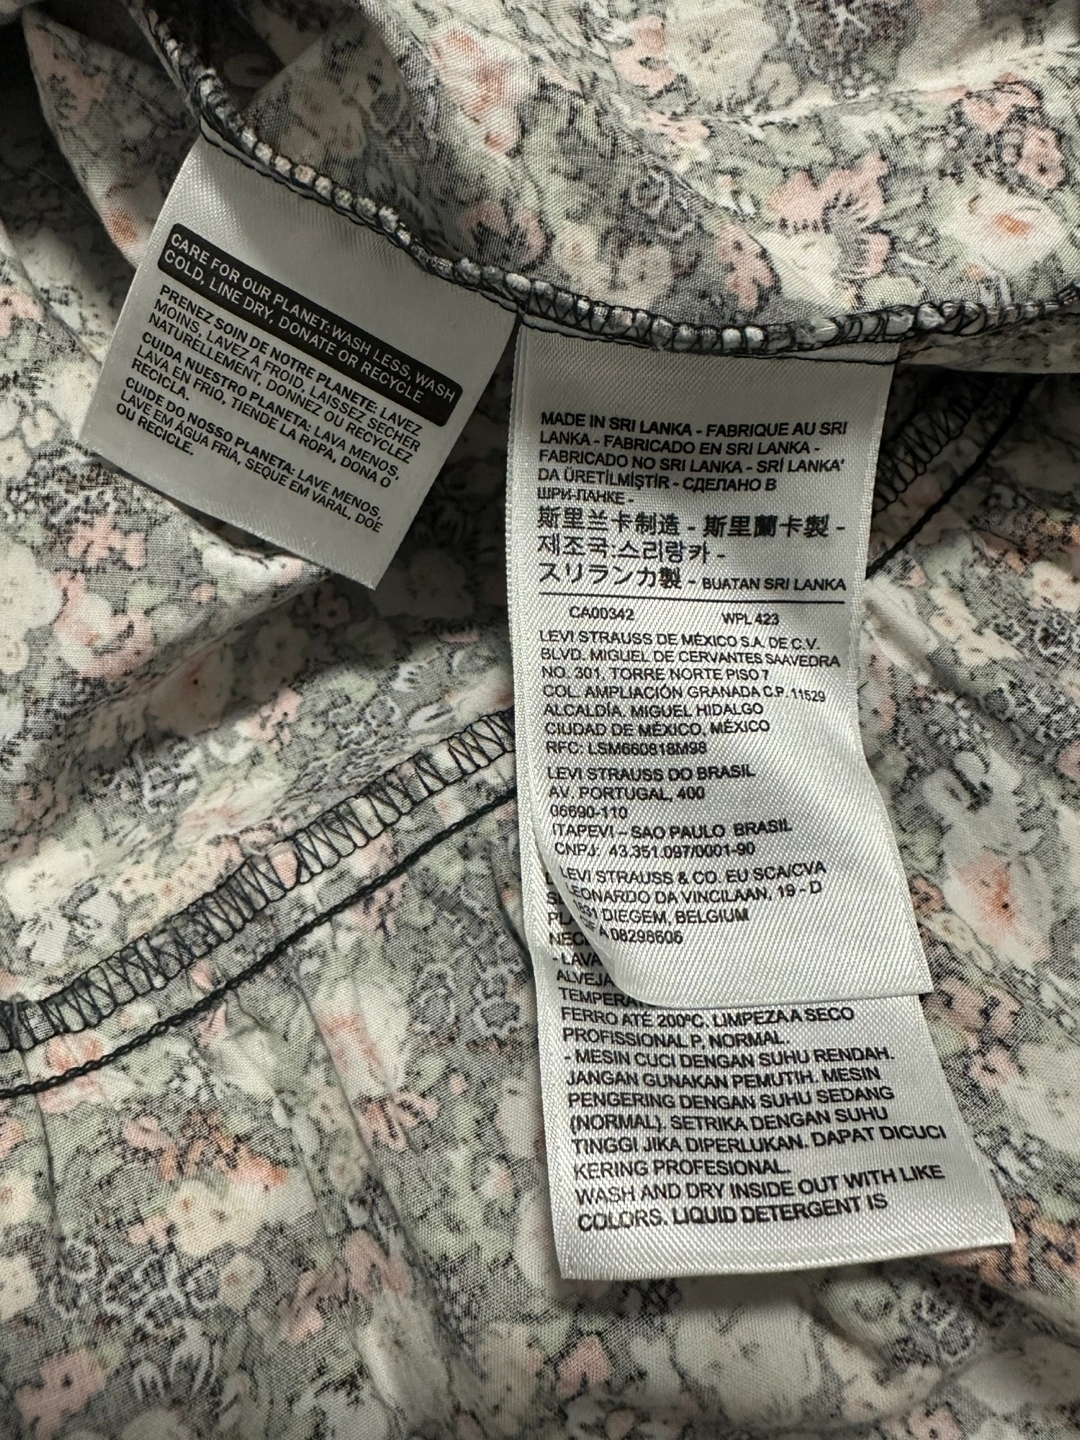 CARE FOR OUR PLANET: WASH LESS, WASH
COLD, LINE DRY, DONATE OR RECYCLE
PRENEZ SOIN DE NOTRE PLANETE: LAVEZ
MOINS, LAVEZ A FROID, LAISSEZ SECHER
NATURELLEMENT, DONNEZ OU RECYCLEZ
CUIDA NUESTRO PLANETA: LAVA MENOS,
LAVA EN FRIO, TIENDE LA ROPA, DONA O
RECICLA.
CUIDE DO NOSSO PLANETA: LAVE MENOS,
LAVE EM ÁGUA FRIA, SEQUE EM VARAL, DOE
OU RECICLE.
MADE IN SRI LANKA - FABRIQUE AU SRI
LANKA - FABRICADO EN SRI LANKA -
FABRICADO NO SRI LANKA - SRİ LANKA'
DA ÜRETİLMİŞTİR - СДЕЛАНО В
ШРИ-ЛАНКЕ -
斯里兰卡制造 - 斯里蘭卡製 -
제조국:스리랑카 -
スリランカ製 - BUATAN SRI LANKA
CA00342 WPL 423
LEVI STRAUSS DE MÉXICO S.A. DE C.V.
BLVD. MIGUEL DE CERVANTES SAAVEDRA
NO. 301, TORRE NORTE PISO 7
COL. AMPLIACIÓN GRANADA C.P. 11529
ALCALDÍA. MIGUEL HIDALGO
CIUDAD DE MÉXICO, MÉXICO
RFC: LSM660818M98
LEVI STRAUSS DO BRASIL
AV. PORTUGAL, 400
06690-110
ITAPEVI – SAO PAULO BRASIL
CNPJ: 43.351.097/0001-90
LEVI STRAUSS & CO. EU SCA/CVA
LEONARDO DA VINCILAAN, 19 - D
DIEGEM, BELGIUM
08298606
- LAVA
ALVEJA
TEMPERAT
FERRO ATÉ 200ºC. LIMPEZA A SECO
PROFISSIONAL P, NORMAL.
- MESIN CUCI DENGAN SUHU RENDAH.
JANGAN GUNAKAN PEMUTIH. MESIN
PENGERING DENGAN SUHU SEDANG
(NORMAL). SETRIKA DENGAN SUHU
TINGGI JIKA DIPERLUKAN. DAPAT DICUCI
KERING PROFESIONAL.
WASH AND DRY INSIDE OUT WITH LIKE
COLORS. LIQUID DETERGENT IS